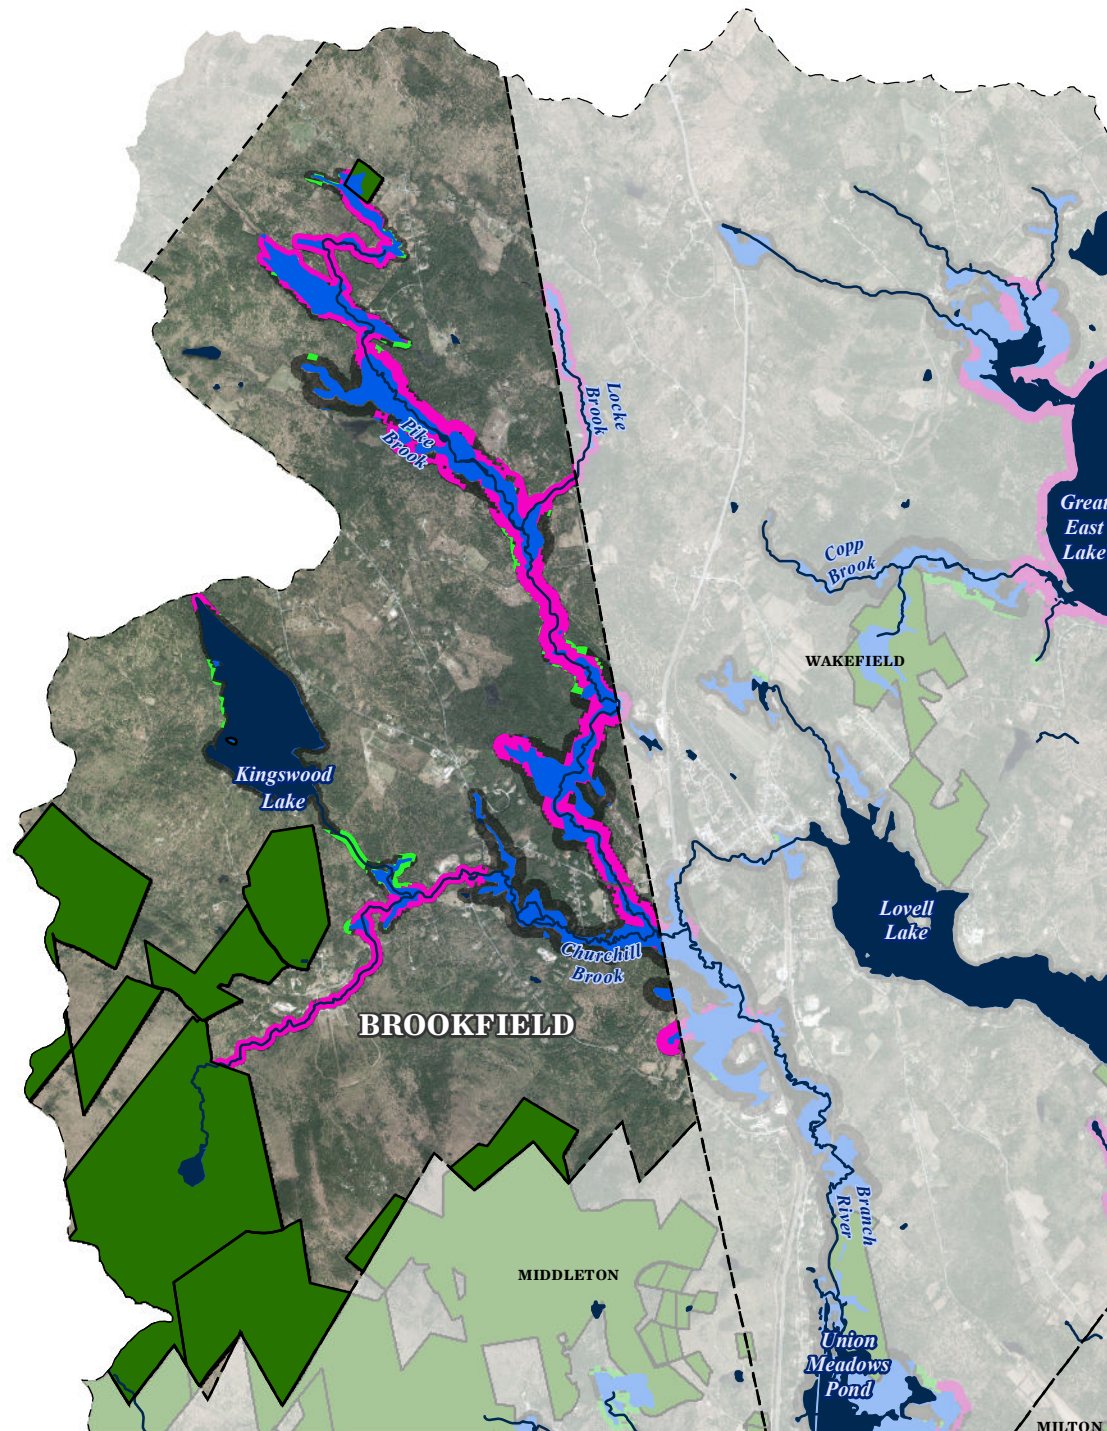 Locke
Brook
Pike
Brook
Great
East
Lake
Copp
Brook
WAKEFIELD
Kingswood
Lake
Lovell
Lake
Churchill
Brook
BROOKFIELD
Branch
River
MIDDLETON
Union
Meadows
Pond
MILTON